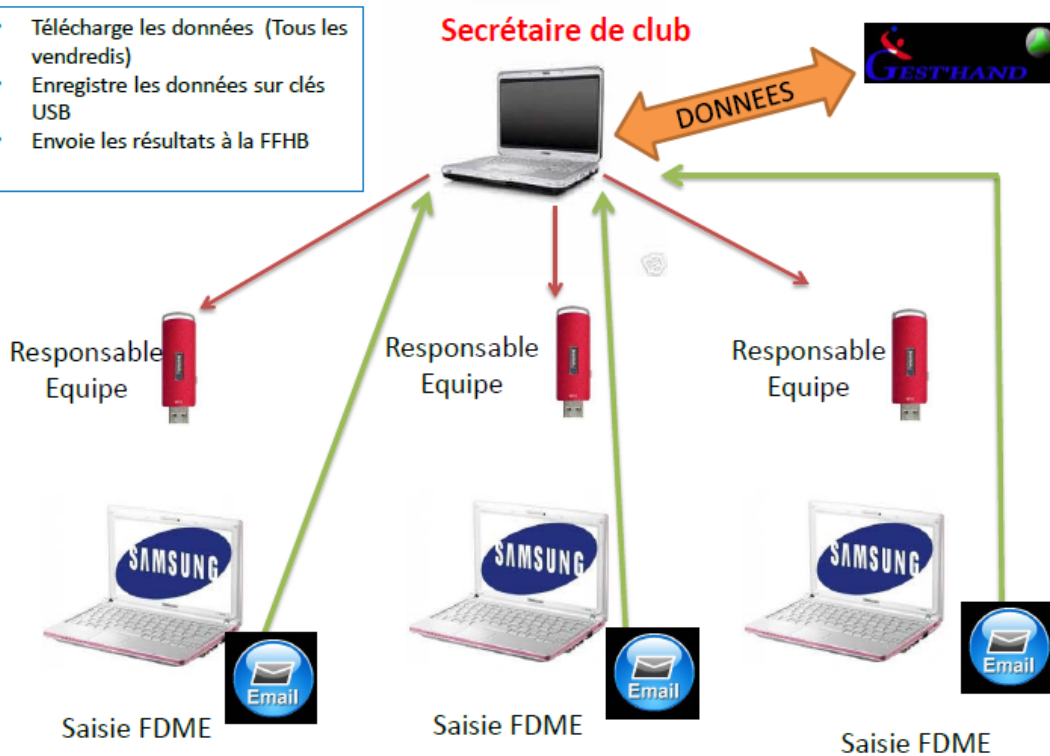 Télécharge les données (Tous les
vendredis)
Enregistre les données sur clés
USB
Envoie les résultats à la FFHB
Secrétaire de club
GEST'HAND
DONNEES
Responsable
Equipe
Responsable
Equipe
Responsable
Equipe
SAMSUNG
SAMSUNG
SAMSUNG
Email
Email
Email
Saisie FDME
Saisie FDME
Saisie FDME